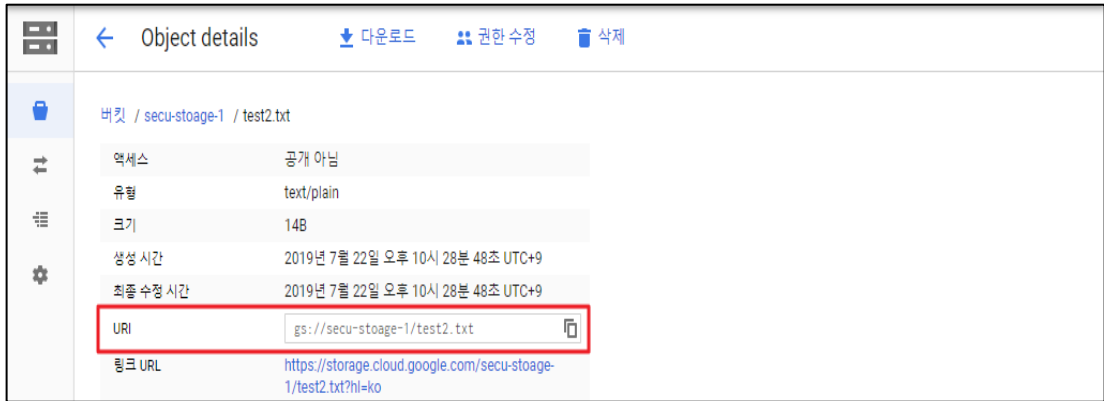 Object details 다운로드 권한 수정 삭제
버킷 / secu-stoage-1 / test2.txt
액세스 공개 아님
유형 text/plain
크기 14B
생성 시간 2019년 7월 22일 오후 10시 28분 48초 UTC+9
최종 수정 시간 2019년 7월 22일 오후 10시 28분 48초 UTC+9
URI gs://secu-stoage-1/test2.txt
링크 URL https://storage.cloud.google.com/secu-stoage-
1/test2.txt?hl=ko